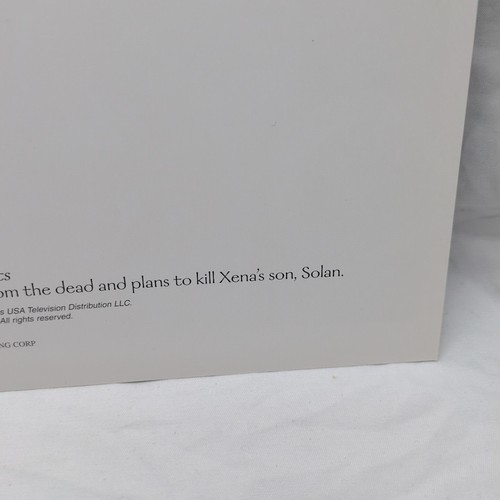 CS
om the dead and plans to kill Xena's son, Solan.
s USA Television Distribution LLC.
All rights reserved.
NG CORP